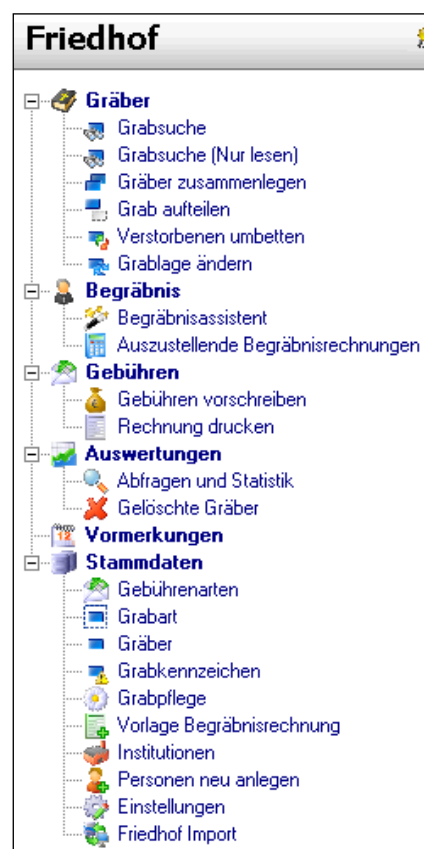 Friedhof
Gräber
Grabsuche
Grabsuche (Nur lesen)
Gräber zusammenlegen
Grab aufteilen
Verstorbenen umbetten
Grablage ändern
Begräbnis
Begräbnisassistent
Auszustellende Begräbnisrechnungen
Gebühren
Gebühren vorschreiben
Rechnung drucken
Auswertungen
Abfragen und Statistik
Gelöschte Gräber
Vormerkungen
Stammdaten
Gebührenarten
Grabart
Gräber
Grabkennzeichen
Grabpflege
Vorlage Begräbnisrechnung
Institutionen
Personen neu anlegen
Einstellungen
Friedhof Import